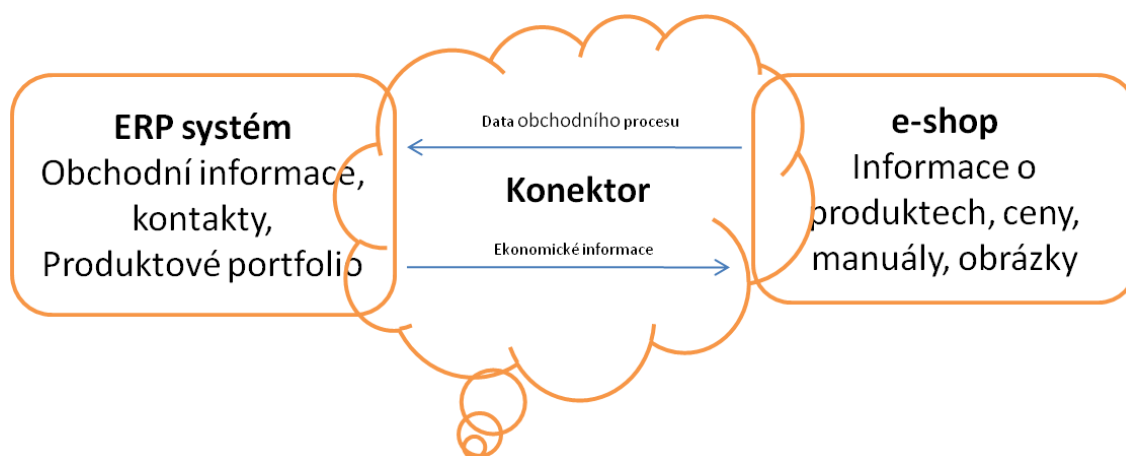 ERP systém
Obchodní informace,
kontakty,
Produktové portfolio
Data obchodního procesu
Konektor
Ekonomické informace
e-shop
Informace o
produktech, ceny,
manuály, obrázky